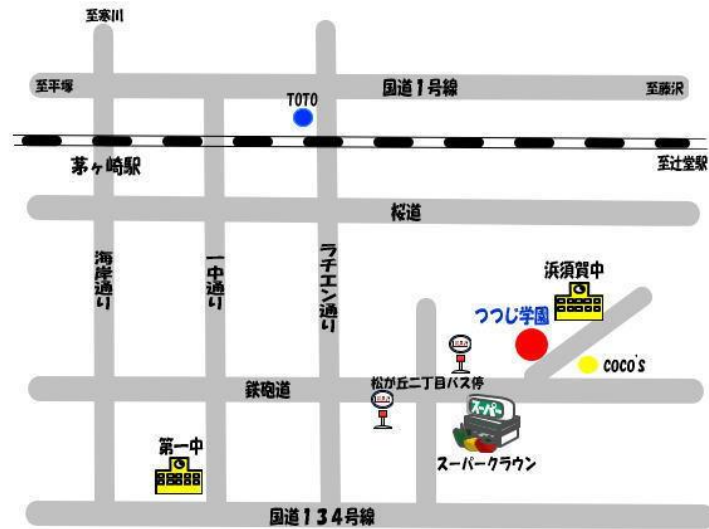 至寒川
至平塚
国道1号線
至藤沢
TOTO
茅ヶ崎駅
至辻堂駅
桜道
海岸通り
一中通り
ラチエン通り
浜須賀中
つつじ学園
COCO'S
松が丘二丁目バス停
鉄砲道
スーパー
スーパークラウン
第一中
国道134号線